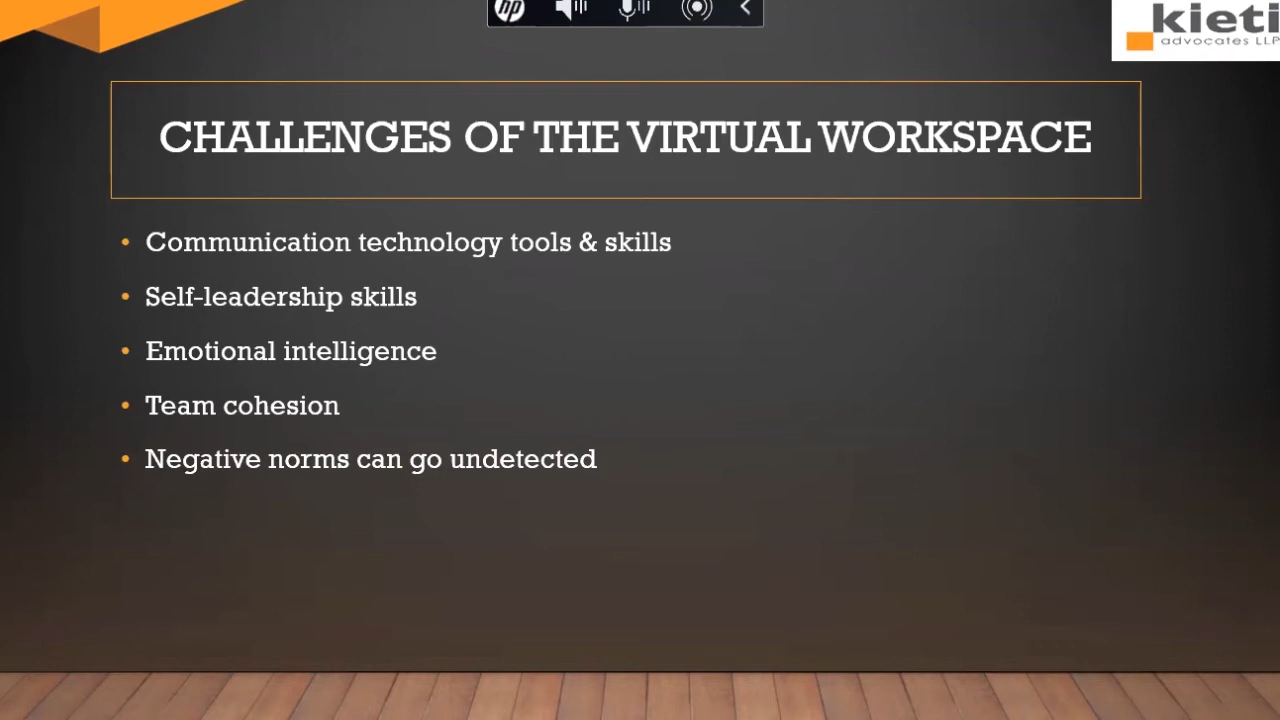 hp
kieti
advocates LLP
CHALLENGES OF THE VIRTUAL WORKSPACE
• Communication technology tools & skills
• Self-leadership skills
• Emotional intelligence
• Team cohesion
• Negative norms can go undetected